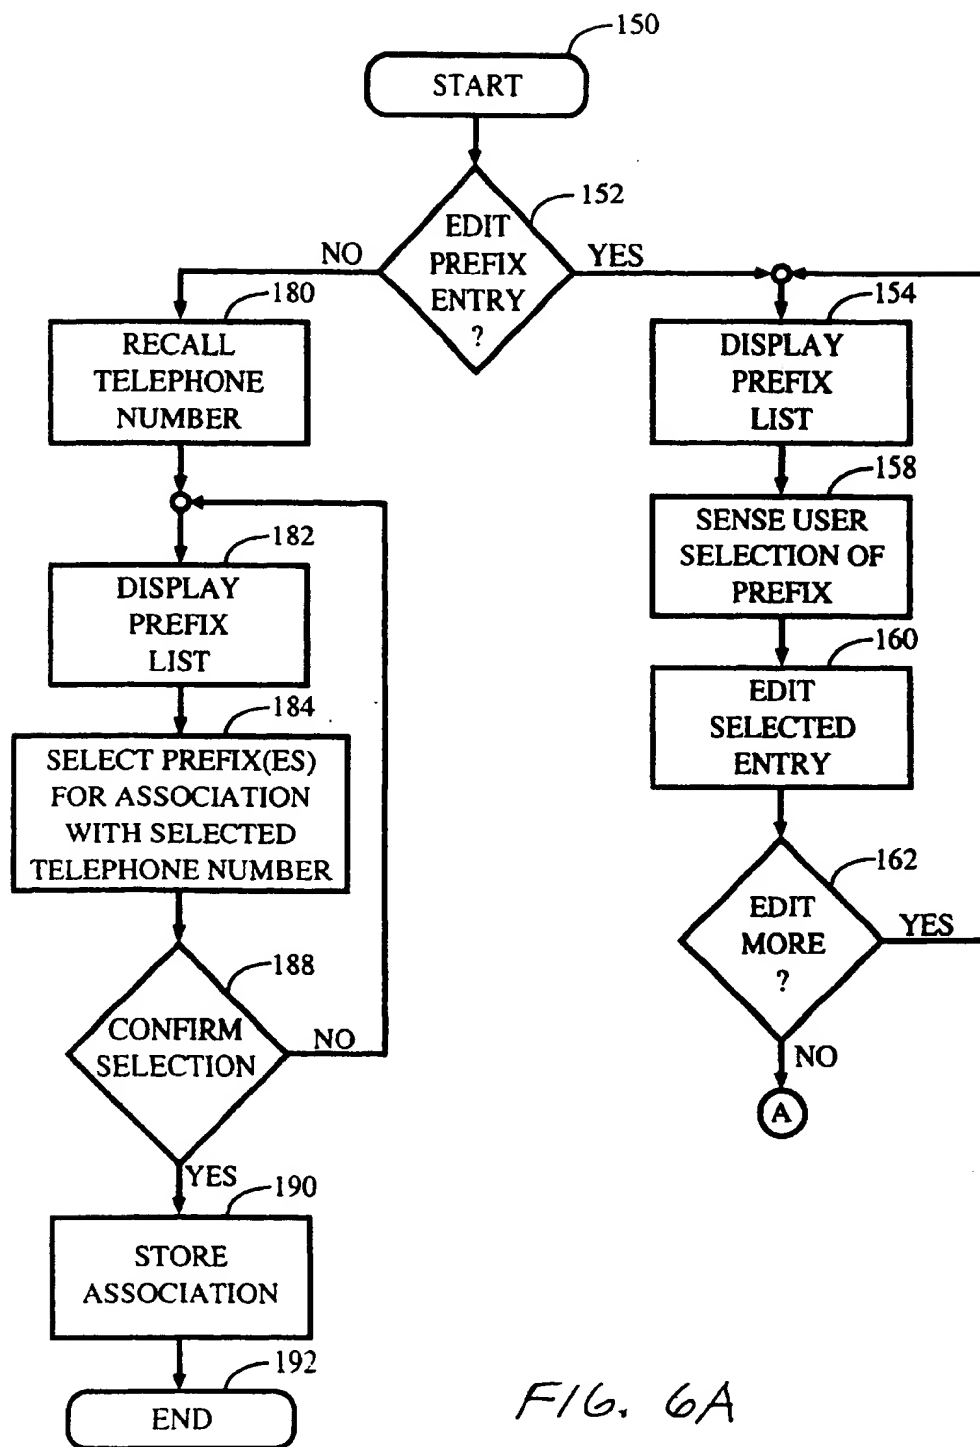 150
START
152
EDIT
PREFIX
ENTRY
?
NO
YES
180
RECALL
TELEPHONE
NUMBER
182
DISPLAY
PREFIX
LIST
184
SELECT PREFIX(ES)
FOR ASSOCIATION
WITH SELECTED
TELEPHONE NUMBER
188
CONFIRM
SELECTION
NO
YES
190
STORE
ASSOCIATION
192
END
154
DISPLAY
PREFIX
LIST
158
SENSE USER
SELECTION OF
PREFIX
160
EDIT
SELECTED
ENTRY
162
EDIT
MORE
?
YES
NO
A
FIG. 6A